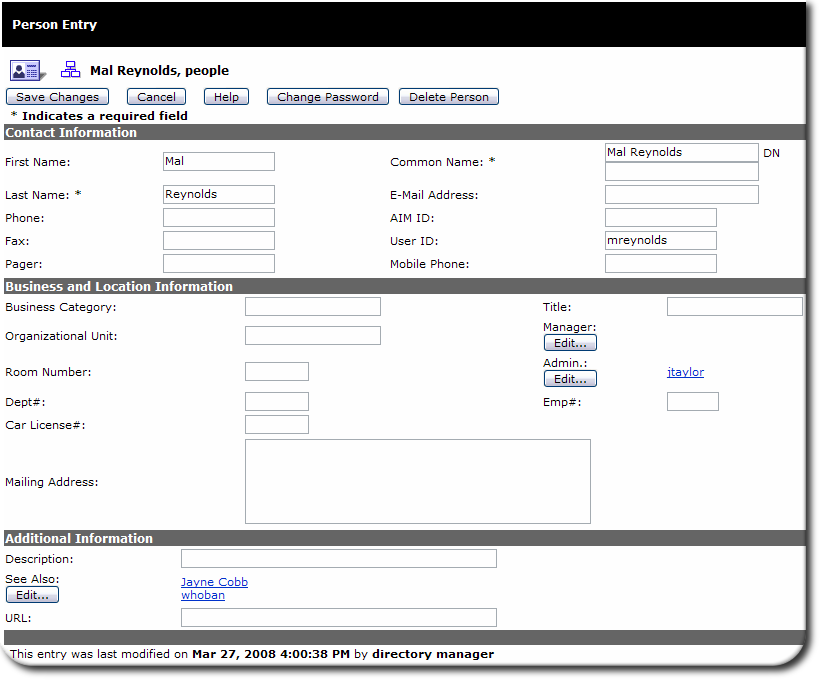 Person Entry
Mal Reynolds, people
Save Changes Cancel Help Change Password Delete Person
* Indicates a required field
Contact Information
First Name: Mal Common Name: * Mal Reynolds DN
Last Name: * Reynolds E-Mail Address:
Phone: AIM ID:
Fax: User ID: mreynolds
Pager: Mobile Phone:
Business and Location Information
Business Category: Title:
Organizational Unit: Manager:
Edit...
Room Number: Admin.:
Edit... jtaylor
Dept#: Emp#:
Car License#:
Mailing Address:
Additional Information
Description:
See Also: Jayne Cobb
Edit... whoban
URL:
This entry was last modified on Mar 27, 2008 4:00:38 PM by directory manager